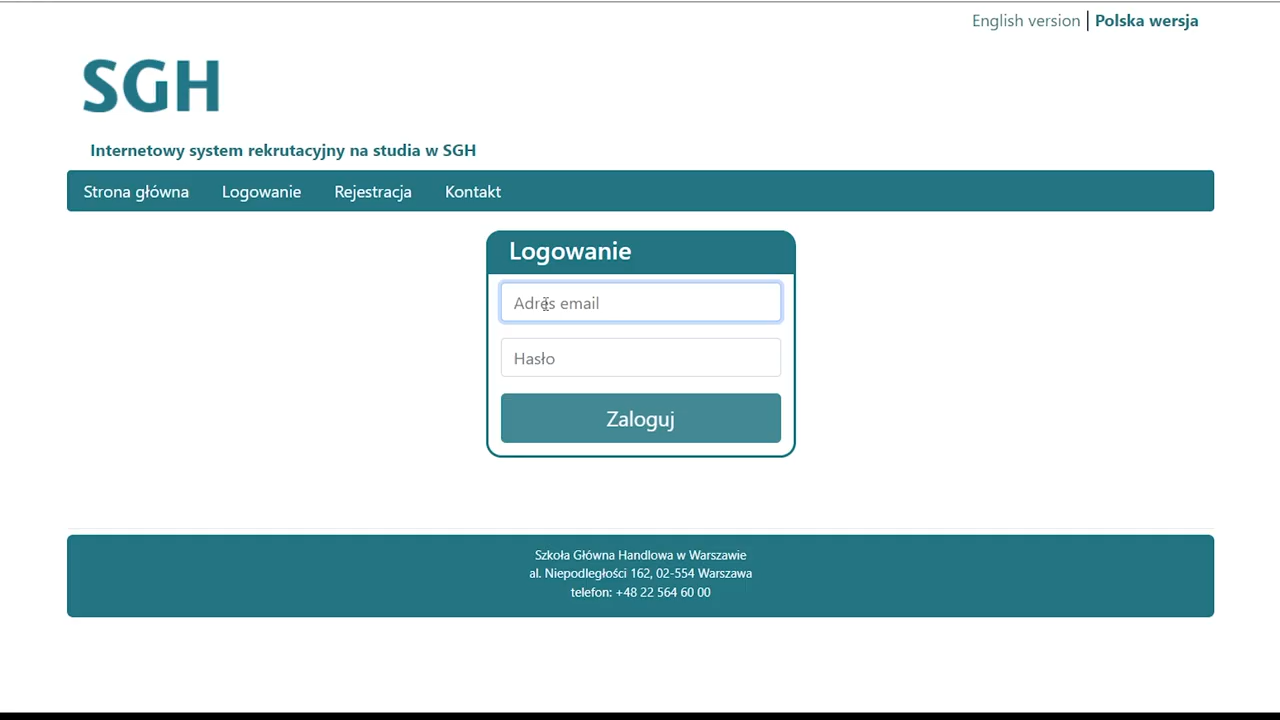 English version | Polska wersja
SGH
Internetowy system rekrutacyjny na studia w SGH
Strona główna Logowanie Rejestracja Kontakt
Logowanie
Adres email
Hasło
Zaloguj
Szkoła Główna Handlowa w Warszawie
al. Niepodległości 162, 02-554 Warszawa
telefon: +48 22 564 60 00